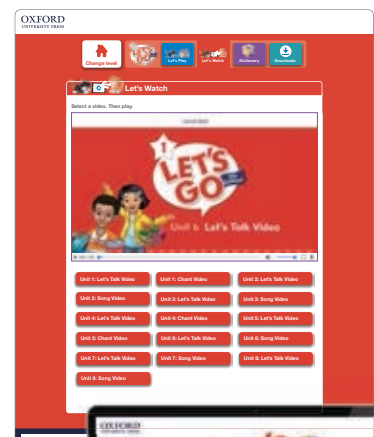 OXFORD
UNIVERSITY PRESS
Change level
Let's Play
Let's Watch
Dictionary
Downloads
Let's Watch
Select a video. Then play.
1
LET'S
GO
Unit 6 Let's Talk Video
Unit 1: Let's Talk Video
Unit 1: Chant Video
Unit 2: Let's Talk Video
Unit 2: Song Video
Unit 3: Let's Talk Video
Unit 3: Song Video
Unit 4: Let's Talk Video
Unit 4: Chant Video
Unit 5: Let's Talk Video
Unit 5: Chant Video
Unit 6: Let's Talk Video
Unit 6: Song Video
Unit 7: Let's Talk Video
Unit 7: Song Video
Unit 8: Let's Talk Video
Unit 8: Song Video
OXFORD